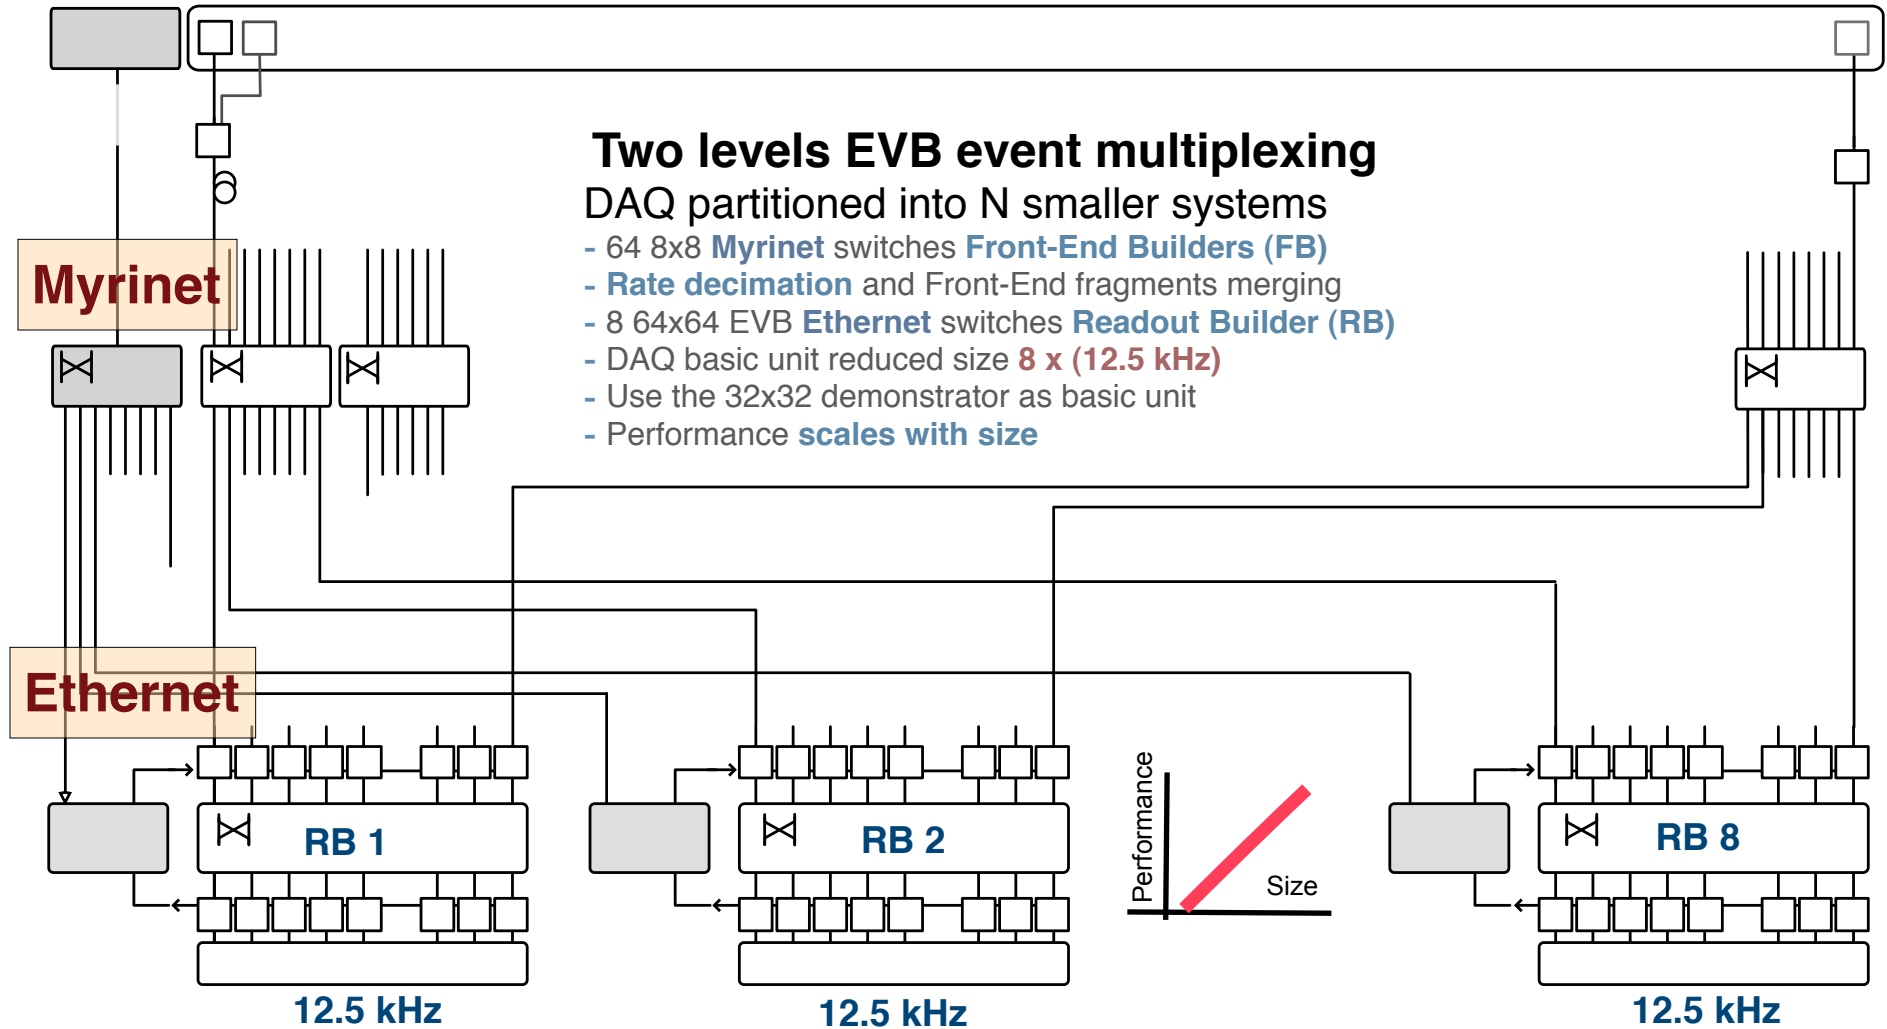 Two levels EVB event multiplexing
DAQ partitioned into N smaller systems
- 64 8x8 Myrinet switches Front-End Builders (FB)
- Rate decimation and Front-End fragments merging
- 8 64x64 EVB Ethernet switches Readout Builder (RB)
- DAQ basic unit reduced size 8 x (12.5 kHz)
- Use the 32x32 demonstrator as basic unit
- Performance scales with size
Myrinet
Ethernet
RB 1
RB 2
Performance
Size
RB 8
12.5 kHz
12.5 kHz
12.5 kHz